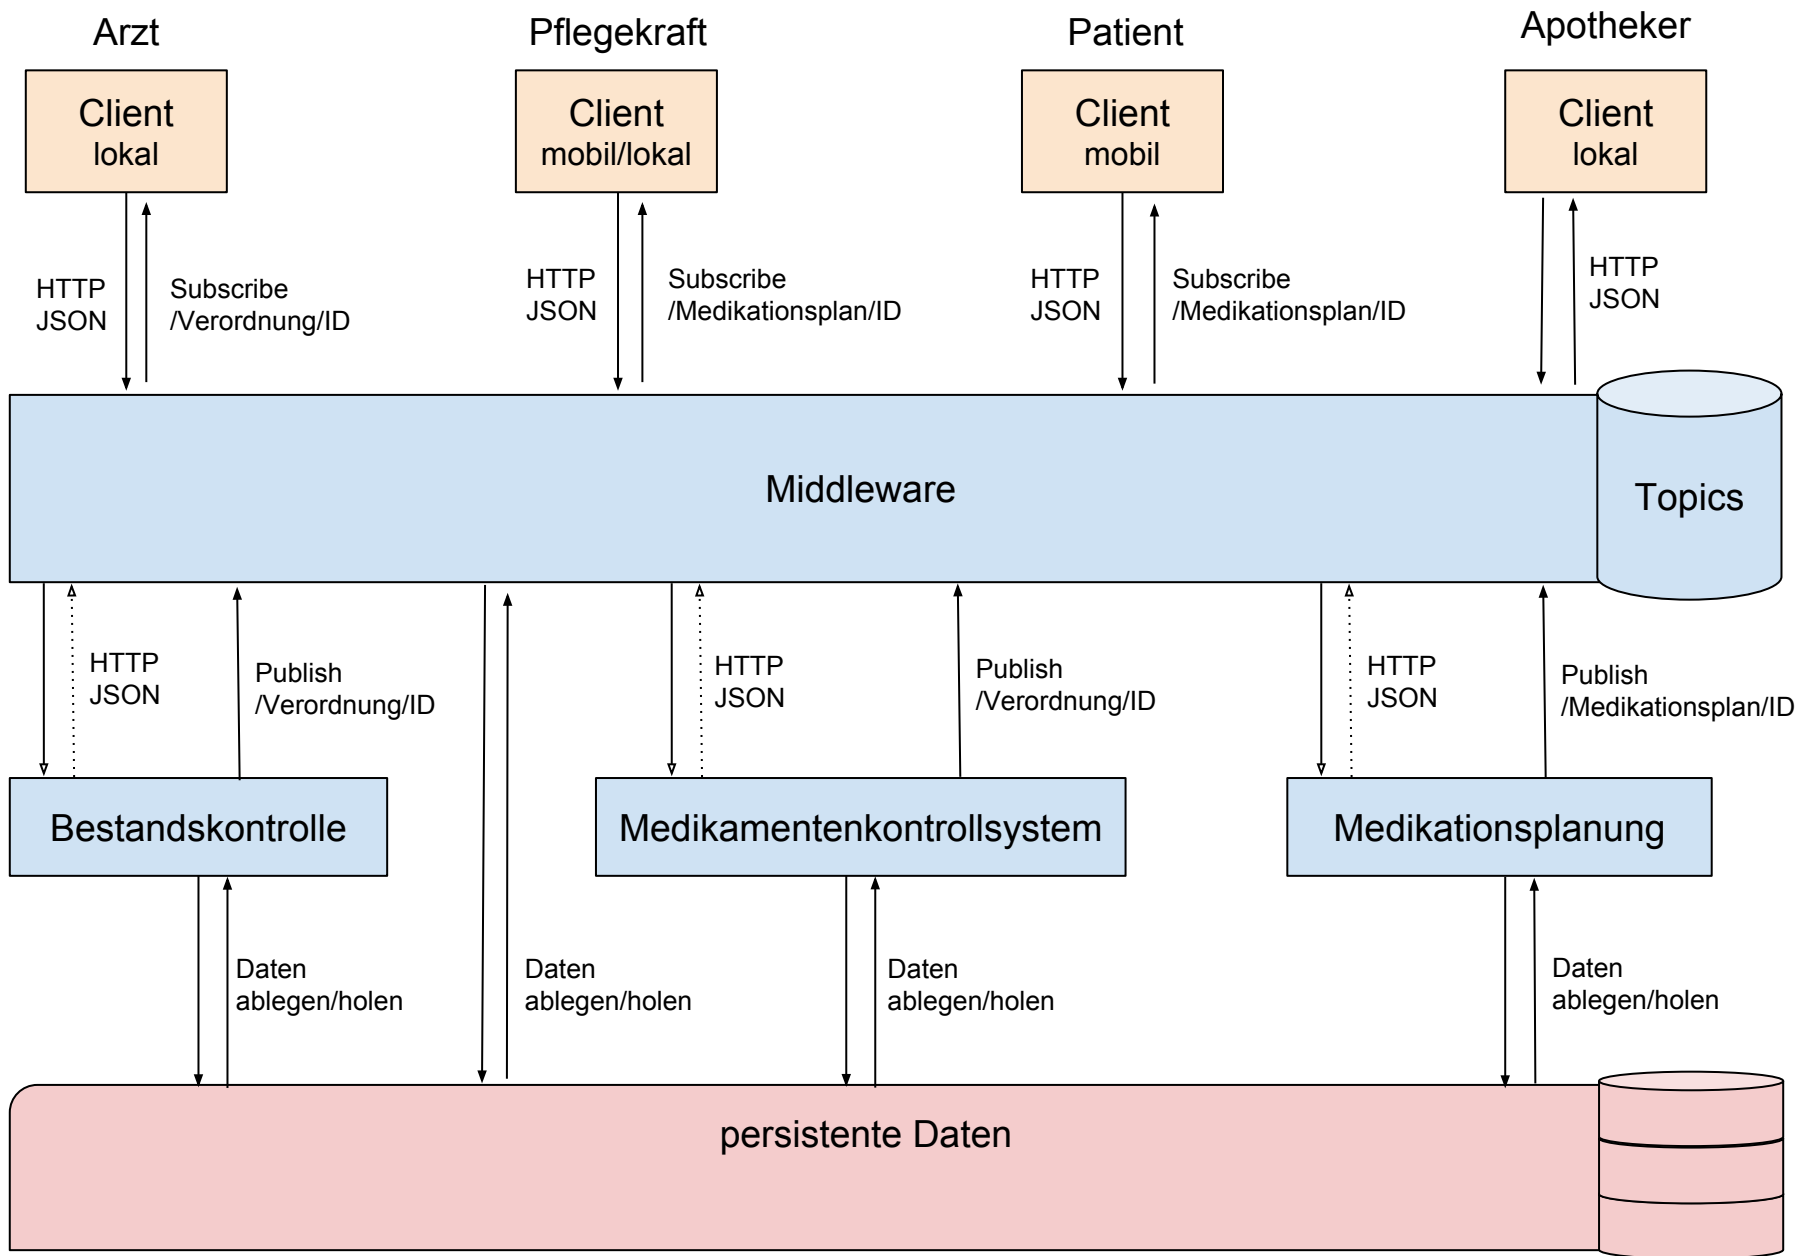 Arzt
Pflegekraft
Patient
Apotheker
Client
lokal
Client
mobil/lokal
Client
mobil
Client
lokal
HTTP
JSON
Subscribe
/Verordnung/ID
HTTP
JSON
Subscribe
/Medikationsplan/ID
HTTP
JSON
Subscribe
/Medikationsplan/ID
HTTP
JSON
Middleware
Topics
HTTP
JSON
Publish
/Verordnung/ID
HTTP
JSON
Publish
/Verordnung/ID
HTTP
JSON
Publish
/Medikationsplan/ID
Bestandskontrolle
Medikamentenkontrollsystem
Medikationsplanung
Daten
ablegen/holen
Daten
ablegen/holen
Daten
ablegen/holen
Daten
ablegen/holen
persistente Daten